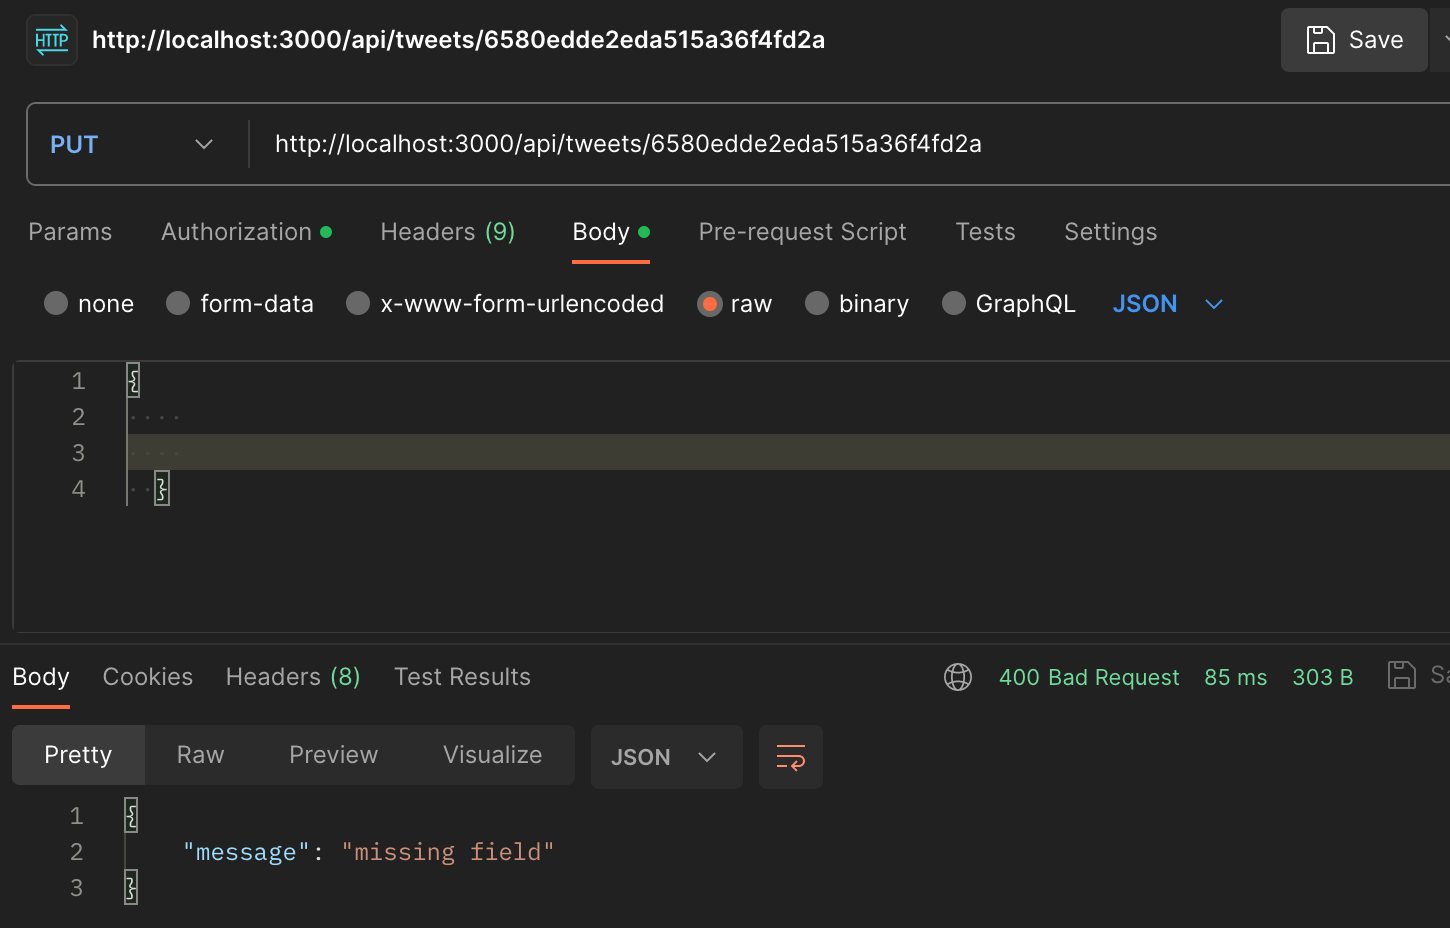 HTTP http://localhost:3000/api/tweets/6580edde2eda515a36f4fd2a Save
PUT http://localhost:3000/api/tweets/6580edde2eda515a36f4fd2a
Params Authorization Headers (9) Body Pre-request Script Tests Settings
none form-data x-www-form-urlencoded raw binary GraphQL JSON
1 {
2
3
4 }
Body Cookies Headers (8) Test Results 400 Bad Request 85 ms 303 B
Pretty Raw Preview Visualize JSON
1 {
2 "message": "missing field"
3 }